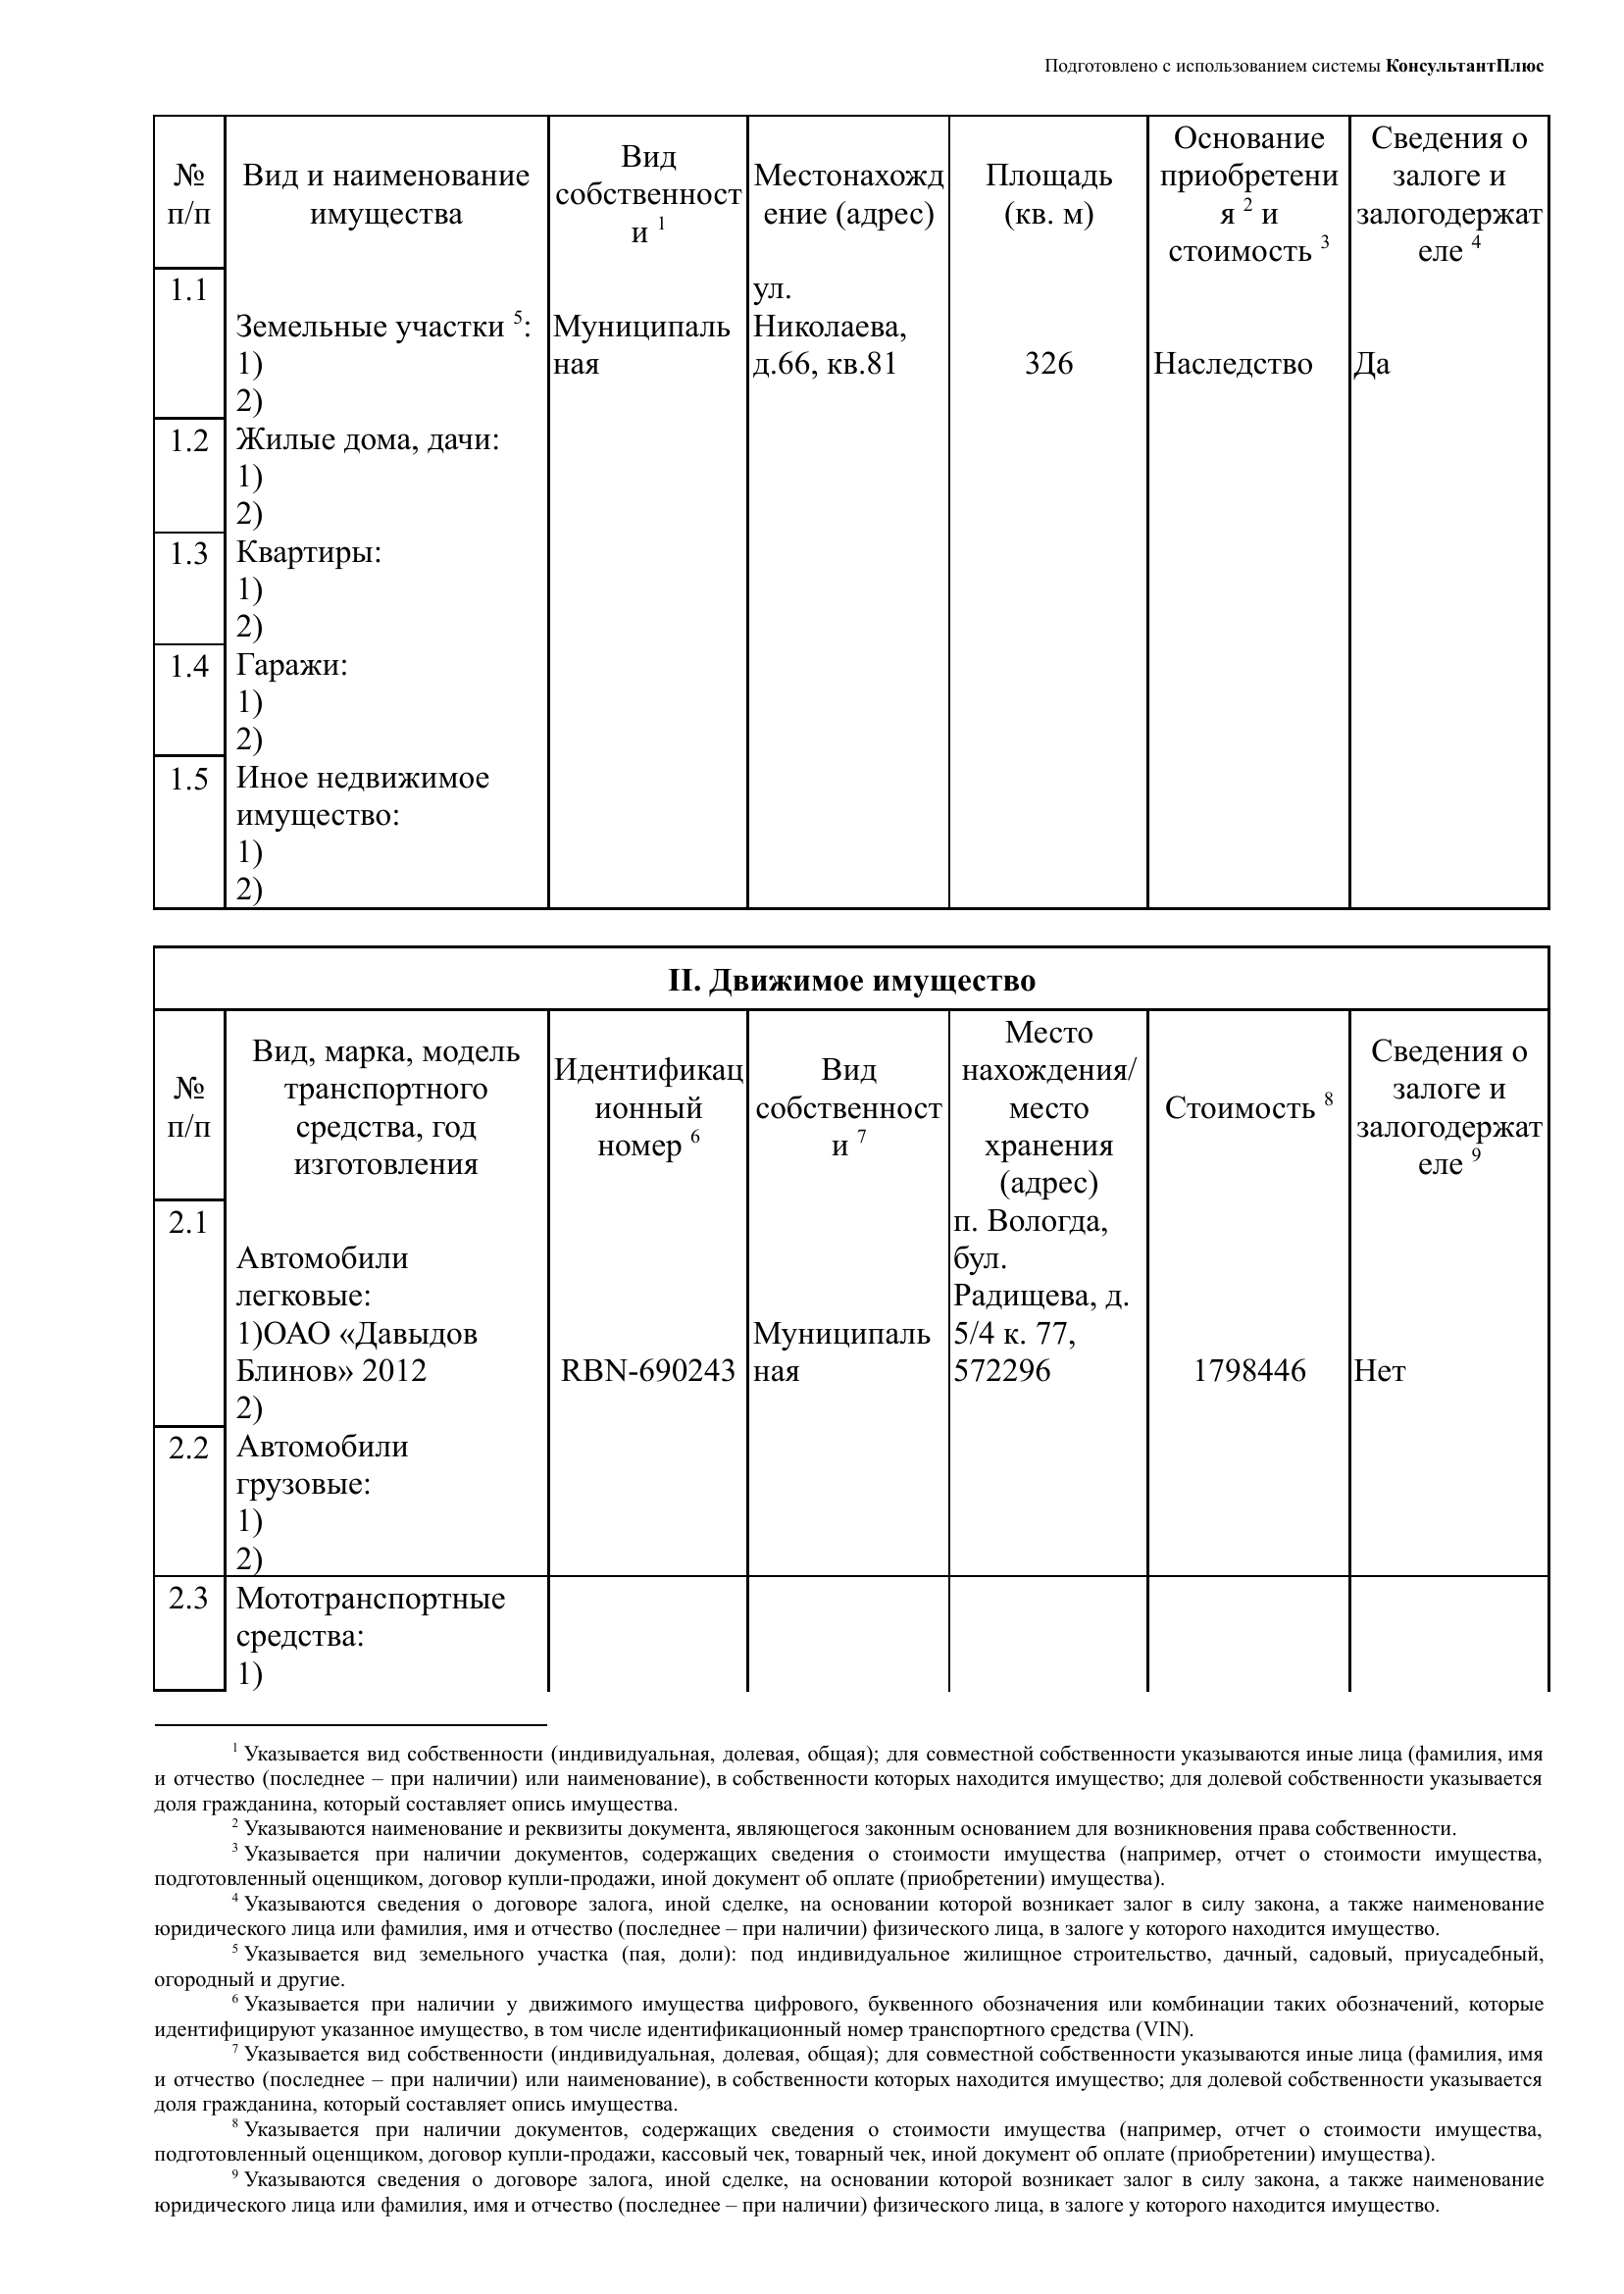 Подготовлено с использованием системы КонсультантПлюс
№ п/п
Вид и наименование
имущества
Вид
собственност
и 1
Местонахожд
ение (адрес)
Площадь
(кв. м)
Основание
приобретени
я 2 и
стоимость 3
Сведения о
залоге и
залогодержат
еле 4
1.1
Земельные участки 5:
1)
2)
Муниципаль
ная
ул.
Николаева,
д.66, кв.81
326
Наследство
Да
1.2
Жилые дома, дачи:
1)
2)
1.3
Квартиры:
1)
2)
1.4
Гаражи:
1)
2)
1.5
Иное недвижимое
имущество:
1)
2)
II. Движимое имущество
№
п/п
Вид, марка, модель
транспортного
средства, год
изготовления
Идентификац
ионный
номер 6
Вид
собственност
и 7
Место
нахождения/
место
хранения
(адрес)
Стоимость 8
Сведения о
залоге и
залогодержат
еле 9
2.1
Автомобили
легковые:
1)ОАО «Давыдов
Блинов» 2012
2)
RBN-690243
Муниципаль
ная
п. Вологда,
бул.
Радищева, д.
5/4 к. 77,
572296
1798446
Нет
2.2
Автомобили
грузовые:
1)
2)
2.3
Мототранспортные
средства:
1)
1 Указывается вид собственности (индивидуальная, долевая, общая); для совместной собственности указываются иные лица (фамилия, имя
и отчество (последнее – при наличии) или наименование), в собственности которых находится имущество; для долевой собственности указывается
доля гражданина, который составляет опись имущества.
2 Указываются наименование и реквизиты документа, являющегося законным основанием для возникновения права собственности.
3 Указывается при наличии документов, содержащих сведения о стоимости имущества (например, отчет о стоимости имущества,
подготовленный оценщиком, договор купли-продажи, иной документ об оплате (приобретении) имущества).
4 Указываются сведения о договоре залога, иной сделке, на основании которой возникает залог в силу закона, а также наименование
юридического лица или фамилия, имя и отчество (последнее – при наличии) физического лица, в залоге у которого находится имущество.
5 Указывается вид земельного участка (пая, доли): под индивидуальное жилищное строительство, дачный, садовый, приусадебный,
огородный и другие.
6 Указывается при наличии у движимого имущества цифрового, буквенного обозначения или комбинации таких обозначений, которые
идентифицируют указанное имущество, в том числе идентификационный номер транспортного средства (VIN).
7 Указывается вид собственности (индивидуальная, долевая, общая); для совместной собственности указываются иные лица (фамилия, имя
и отчество (последнее – при наличии) или наименование), в собственности которых находится имущество; для долевой собственности указывается
доля гражданина, который составляет опись имущества.
8 Указывается при наличии документов, содержащих сведения о стоимости имущества (например, отчет о стоимости имущества,
подготовленный оценщиком, договор купли-продажи, кассовый чек, товарный чек, иной документ об оплате (приобретении) имущества).
9 Указываются сведения о договоре залога, иной сделке, на основании которой возникает залог в силу закона, а также наименование
юридического лица или фамилия, имя и отчество (последнее – при наличии) физического лица, в залоге у которого находится имущество.